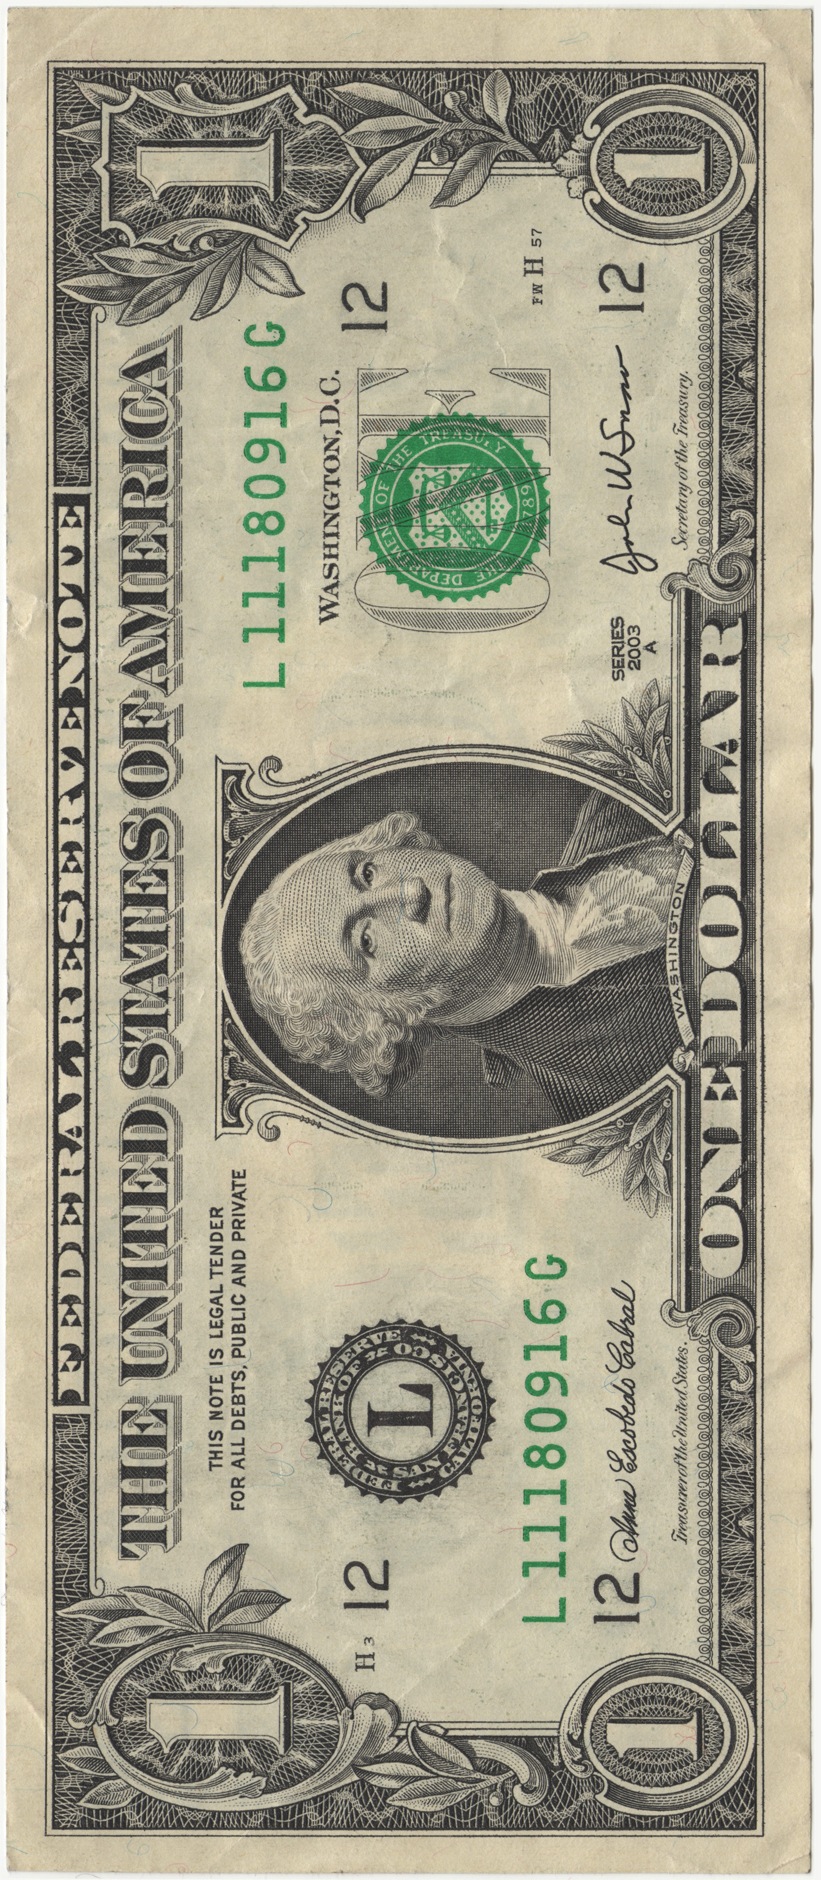 FEDERAL RESERVE NOTE
THE UNITED STATES OF AMERICA
THIS NOTE IS LEGAL TENDER
FOR ALL DEBTS, PUBLIC AND PRIVATE
L11180916G
WASHINGTON, D.C.
12
H 3
12
L
FEDERAL RESERVE BANK OF SAN FRANCISCO CALIFORNIA
ONE
THE DEPARTMENT OF THE TREASURY
1789
L11180916G
12
Anna Escobedo Cabral
Treasurer of the United States.
WASHINGTON
SERIES
2003
A
John W Snow
Secretary of the Treasury.
FW H 57
12
1
1
1
1
ONE DOLLAR